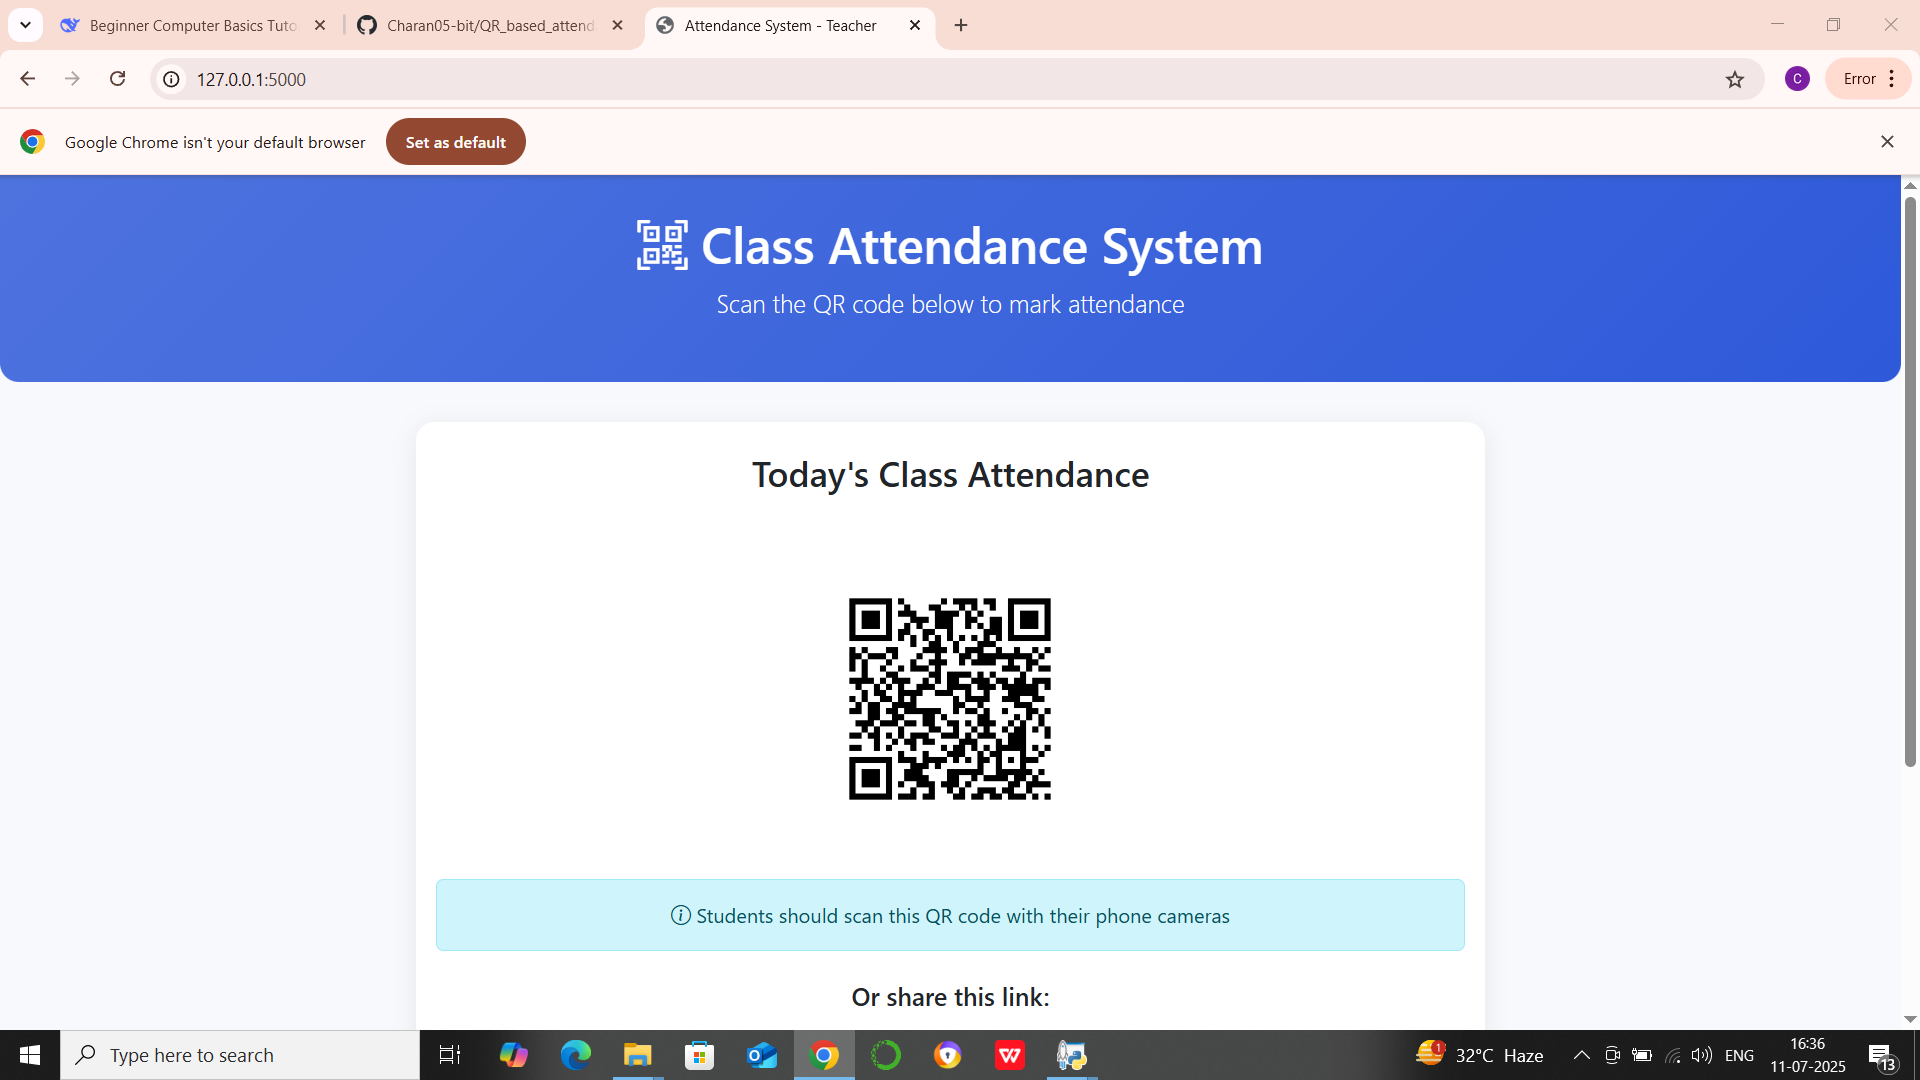 Beginner Computer Basics Tuto
Charan05-bit/QR_based_attend
Attendance System - Teacher
127.0.0.1:5000
C
Error
Google Chrome isn't your default browser
Set as default
Class Attendance System
Scan the QR code below to mark attendance
Today's Class Attendance
Students should scan this QR code with their phone cameras
Or share this link:
Type here to search
W
1
32°C Haze
ENG
16:36
11-07-2025
13